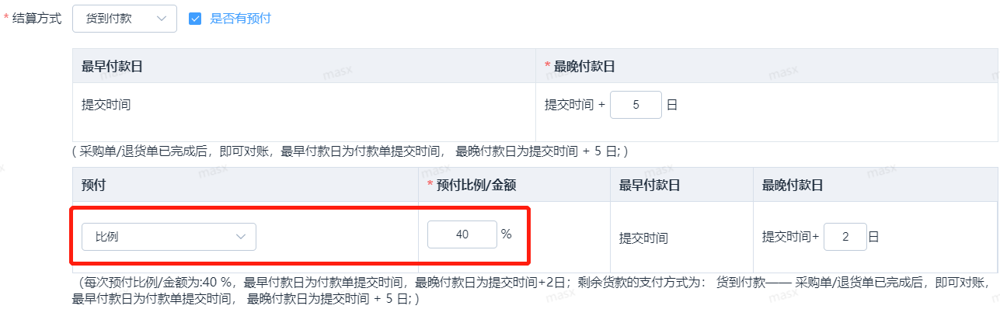 * 结算方式 货到付款 是否有预付
最早付款日 * 最晚付款日
提交时间 提交时间 + 5 日
( 采购单/退货单已完成后，即可对账，最早付款日为付款单提交时间， 最晚付款日为提交时间 + 5 日; )
预付 * 预付比例/金额 最早付款日 最晚付款日
比例 40 % 提交时间 提交时间+ 2 日
（每次预付比例/金额为:40 %，最早付款日为付款单提交时间，最晚付款日为提交时间+2日；剩余货款的支付方式为： 货到付款—— 采购单/退货单已完成后，即可对账，
最早付款日为付款单提交时间， 最晚付款日为提交时间 + 5 日; )
masx
masx
masx
masx
masx
masx
masx
masx
masx